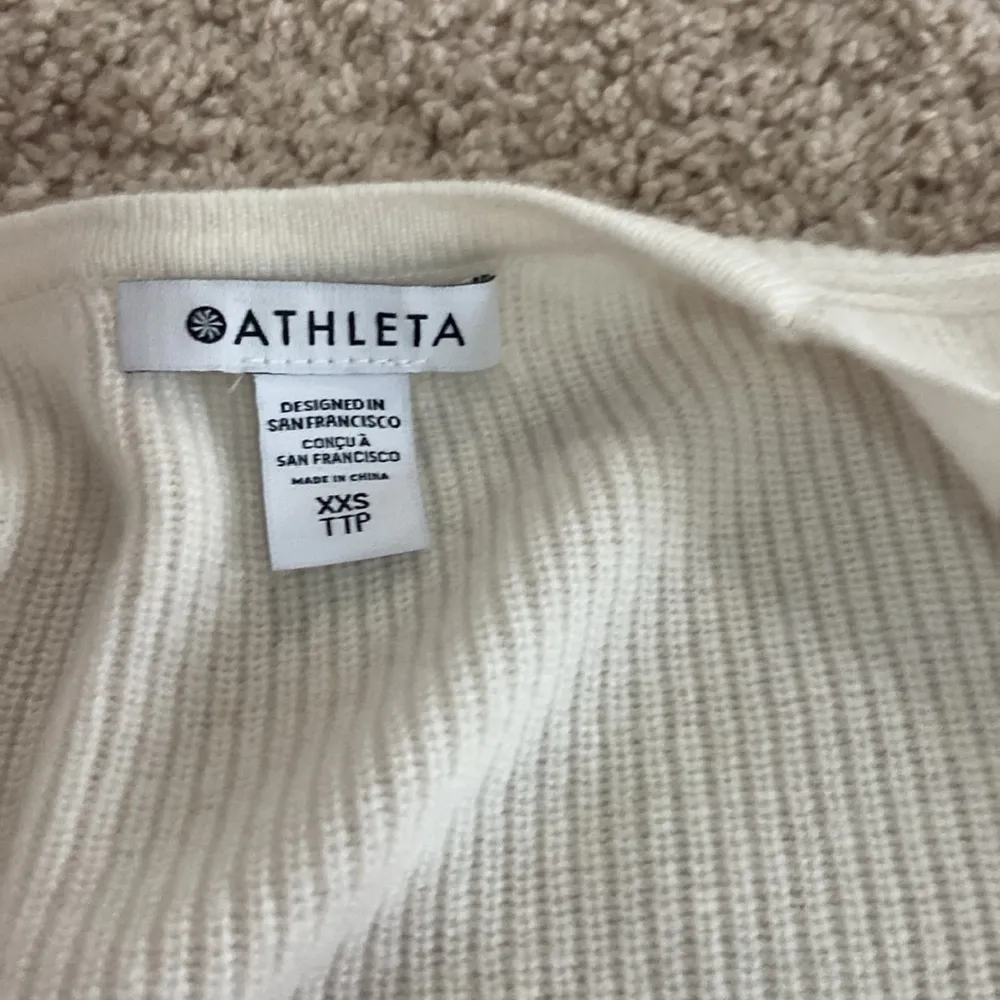 ATHLETA
DESIGNED IN
SAN FRANCISCO
CONÇU À
SAN FRANCISCO
MADE IN CHINA
XXS
TTP